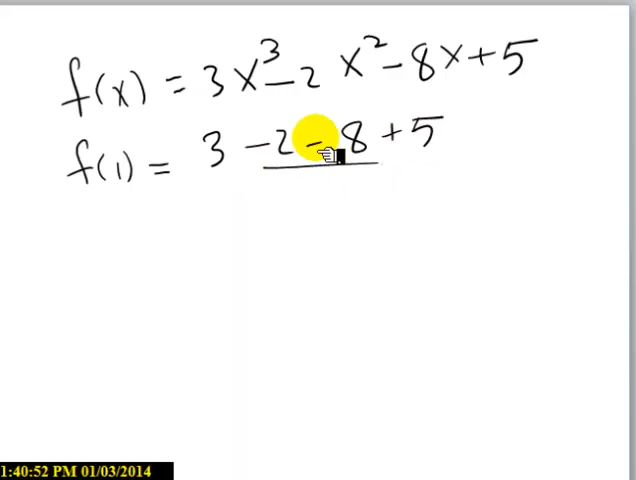 f(x) = 3x³ - 2x² - 8x + 5
f(1) = 3 - 2 - 8 + 5
1:40:52 PM 01/03/2014